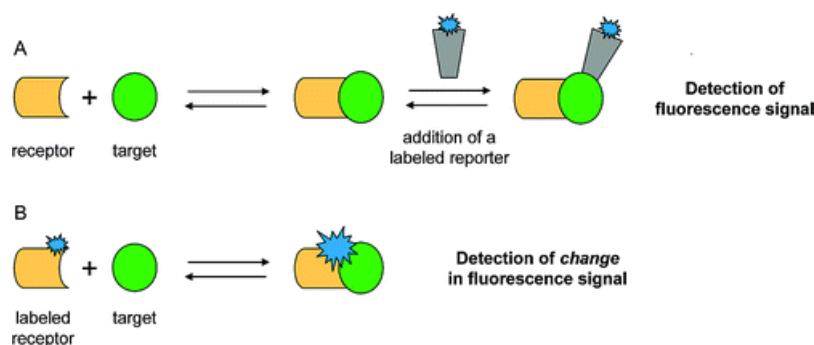 A
+
receptor
target
addition of a
labeled reporter
Detection of
fluorescence signal
B
+
labeled
receptor
target
Detection of change
in fluorescence signal